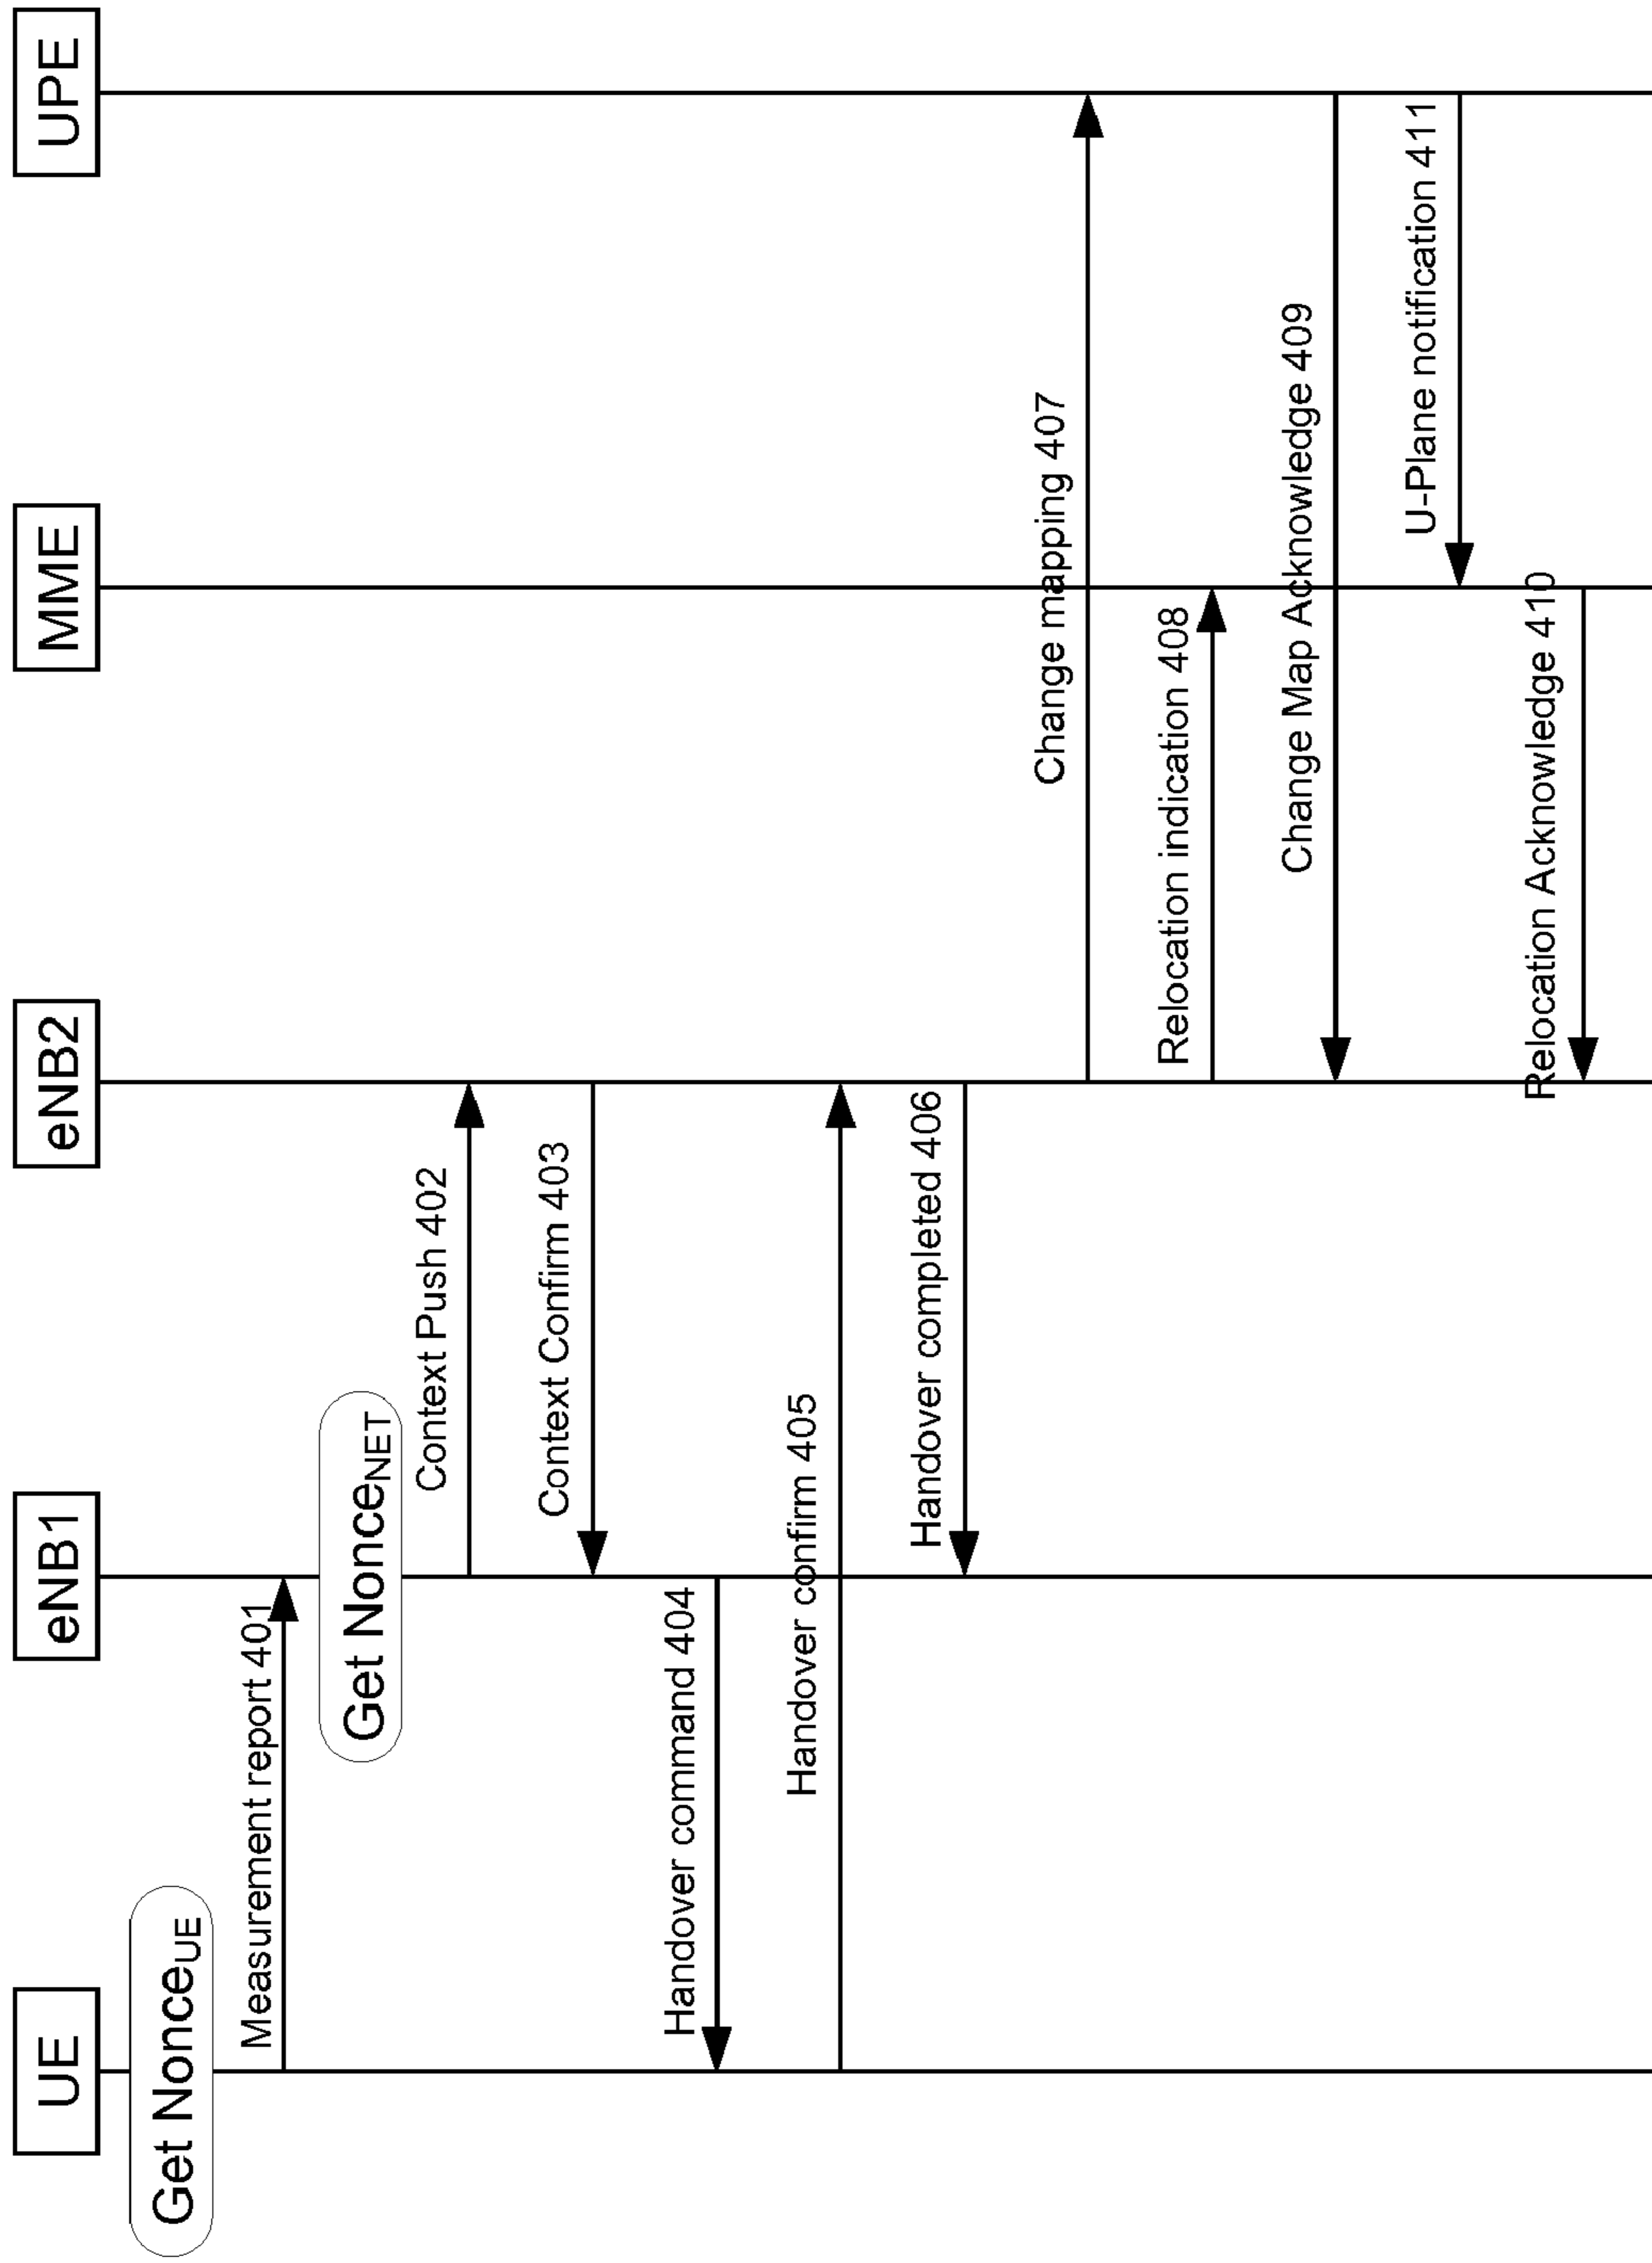 UE
eNB1
eNB2
MME
UPE
Get NonceUE
Measurement report 401
Get NonceNET
Context Push 402
Context Confirm 403
Handover command 404
Handover confirm 405
Handover completed 406
Change mapping 407
Relocation indication 408
Change Map Acknowledge 409
U-Plane notification 411
Relocation Acknowledge 410